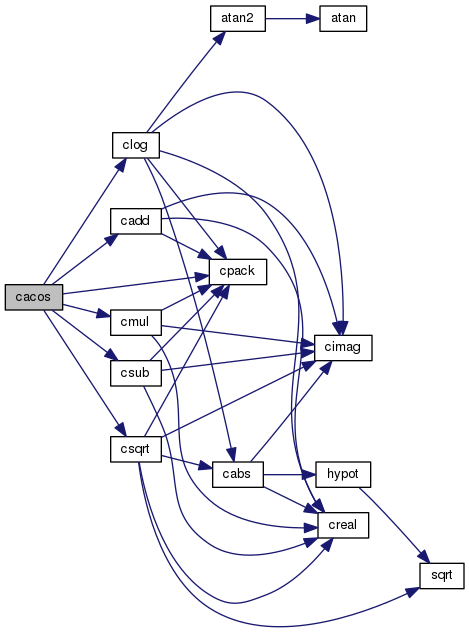 atan2
atan
clog
cadd
cpack
cacos
cmul
cimag
csub
csqrt
cabs
hypot
creal
sqrt